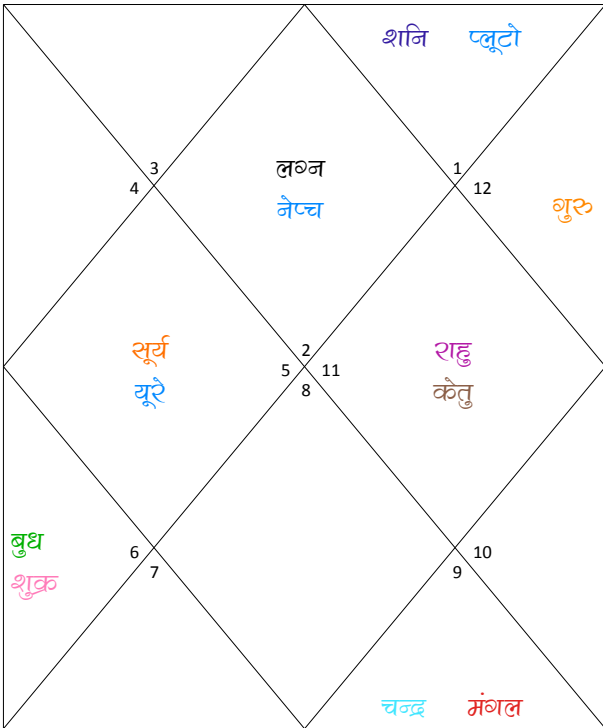 शनि प्लूटो
3
लग्न
1
4
12
नेप्च
गुरु
सूर्य
2
राहु
5
11
यूरे
8
केतु
बुध
6
10
शुक्र
7
9
चन्द्र मंगल